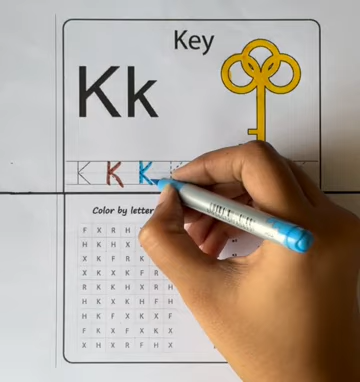 Key
Kk
K K K
Color by letter
F X R H
H K H X
X K F R K
X K X K F R
R X K H X R H
H K X K H F H
H K F X K X H
F K F X K K X
X H X R F H X